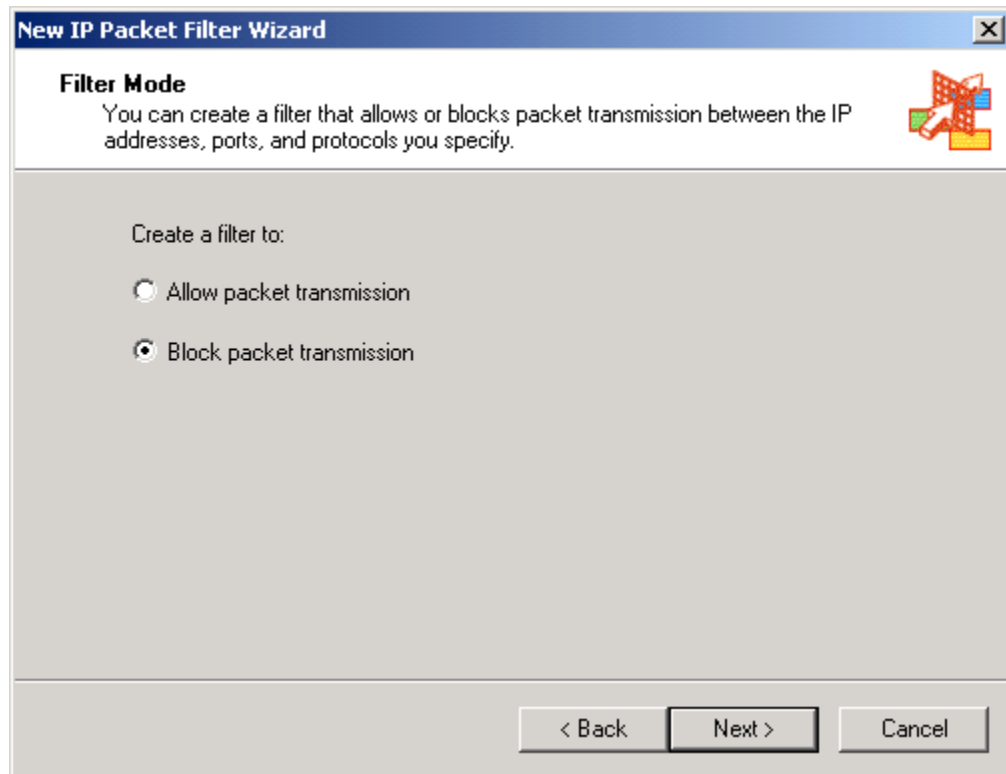 New IP Packet Filter Wizard
Filter Mode
You can create a filter that allows or blocks packet transmission between the IP
addresses, ports, and protocols you specify.
Create a filter to:
Allow packet transmission
Block packet transmission
< Back Next > Cancel